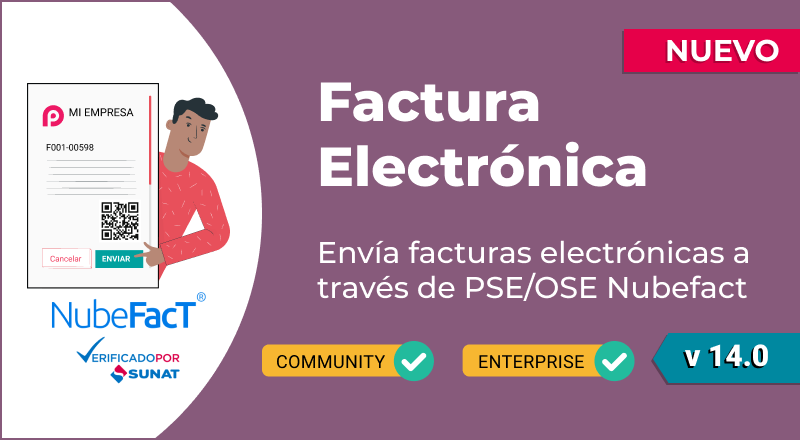 NUEVO
Factura
Electrónica
Envía facturas electrónicas a
través de PSE/OSE Nubefact
COMMUNITY
ENTERPRISE
v 14.0
MI EMPRESA
F001-00598
Cancelar
ENVIAR
NubeFacT®
VERIFICADOPOR
SUNAT